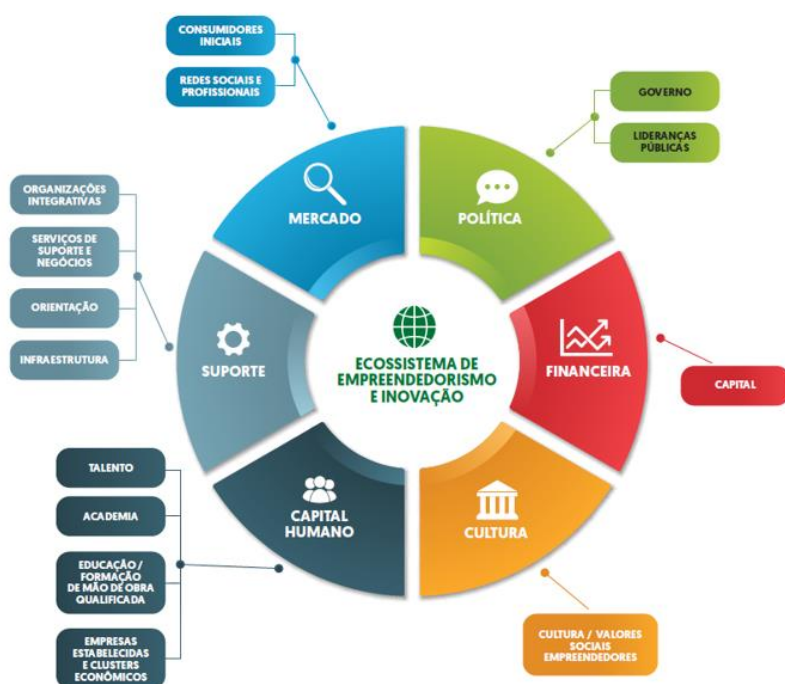 CONSUMIDORES
INICIAIS
REDES SOCIAIS E
PROFISSIONAIS
GOVERNO
LIDERANÇAS
PÚBLICAS
MERCADO
POLÍTICA
ORGANIZAÇÕES
INTEGRATIVAS
SERVIÇOS DE
SUPORTE E
NEGÓCIOS
ORIENTAÇÃO
INFRAESTRUTURA
SUPORTE
ECOSSISTEMA DE
EMPREENDEDORISMO
E INOVAÇÃO
FINANCEIRA
CAPITAL
TALENTO
ACADEMIA
EDUCAÇÃO /
FORMAÇÃO
DE MÃO DE OBRA
QUALIFICADA
EMPRESAS
ESTABELECIDAS
E CLUSTERS
ECONÔMICOS
CAPITAL
HUMANO
CULTURA
CULTURA / VALORES
SOCIAIS
EMPREENDEDORES